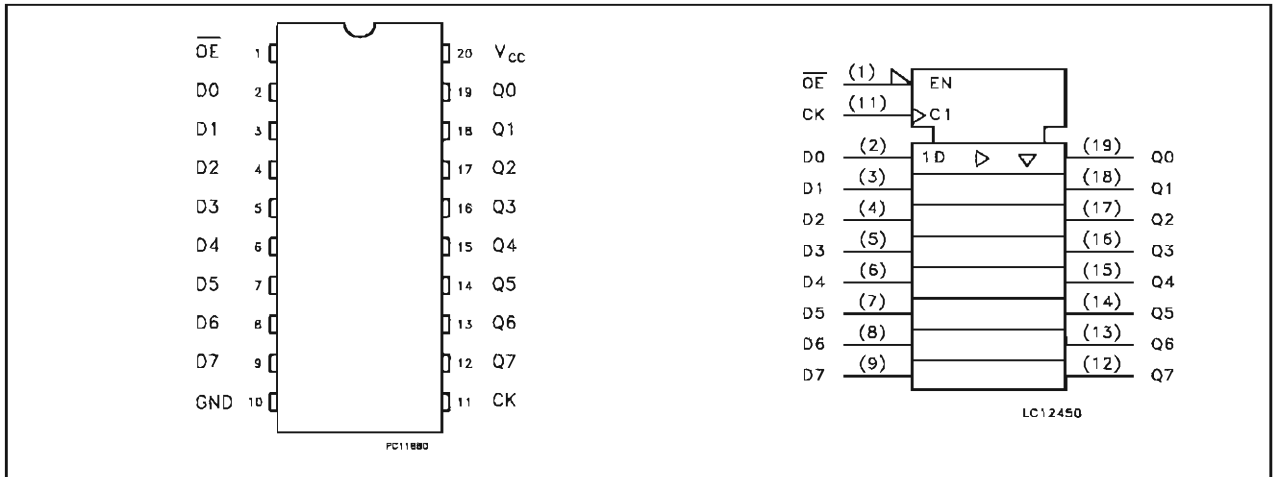 O̅E̅ 1 20 VCC
D0 2 19 Q0
D1 3 18 Q1
D2 4 17 Q2
D3 5 16 Q3
D4 6 15 Q4
D5 7 14 Q5
D6 8 13 Q6
D7 9 12 Q7
GND 10 11 CK
PC11880
O̅E̅ (1) EN
CK (11) C1
D0 (2) 1D (19) Q0
D1 (3) (18) Q1
D2 (4) (17) Q2
D3 (5) (16) Q3
D4 (6) (15) Q4
D5 (7) (14) Q5
D6 (8) (13) Q6
D7 (9) (12) Q7
LC12450